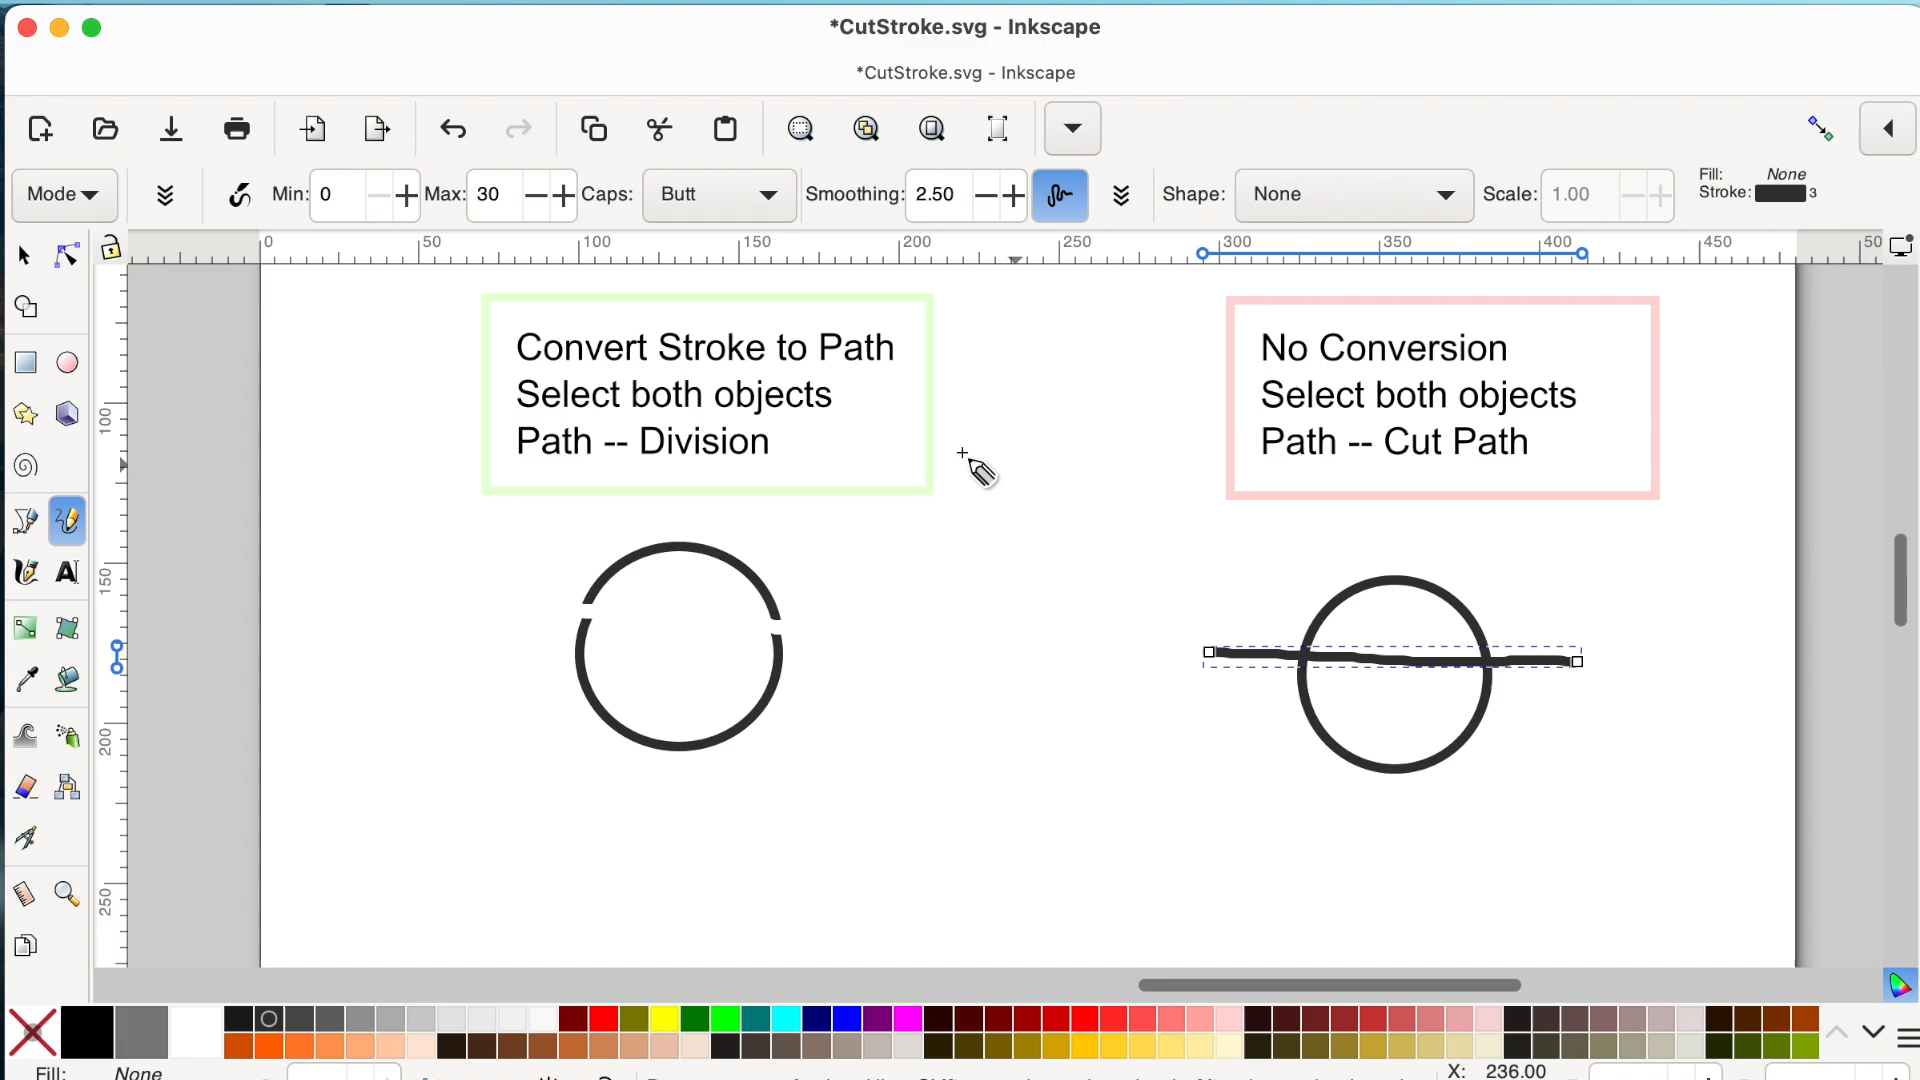 *CutStroke.svg - Inkscape
*CutStroke.svg - Inkscape
Mode
Min: 0
Max: 30
Caps: Butt
Smoothing: 2.50
Shape: None
Scale: 1.00
Fill: None
Stroke: 3
0 50 100 150 200 250 300 350 400 450 50
100
150
200
250
Convert Stroke to Path
Select both objects
Path -- Division
No Conversion
Select both objects
Path -- Cut Path
A
Fill: None
X: 236.00